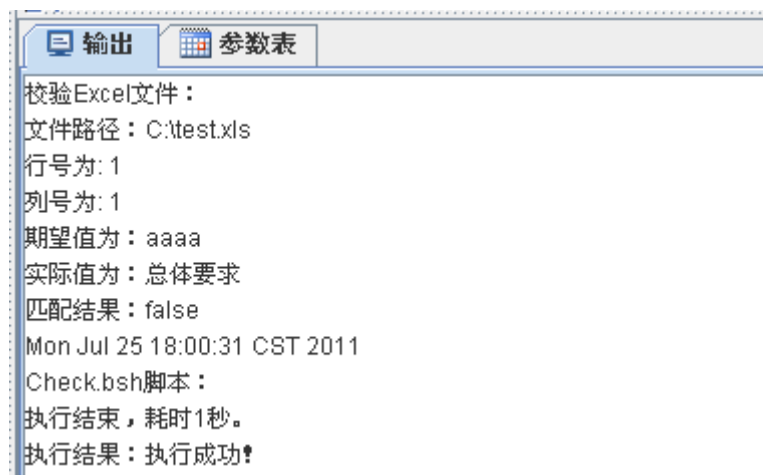 输出 参数表
校验Excel文件：
文件路径：C:\test.xls
行号为: 1
列号为: 1
期望值为：aaaa
实际值为：总体要求
匹配结果：false
Mon Jul 25 18:00:31 CST 2011
Check.bsh脚本：
执行结束，耗时1秒。
执行结果：执行成功！